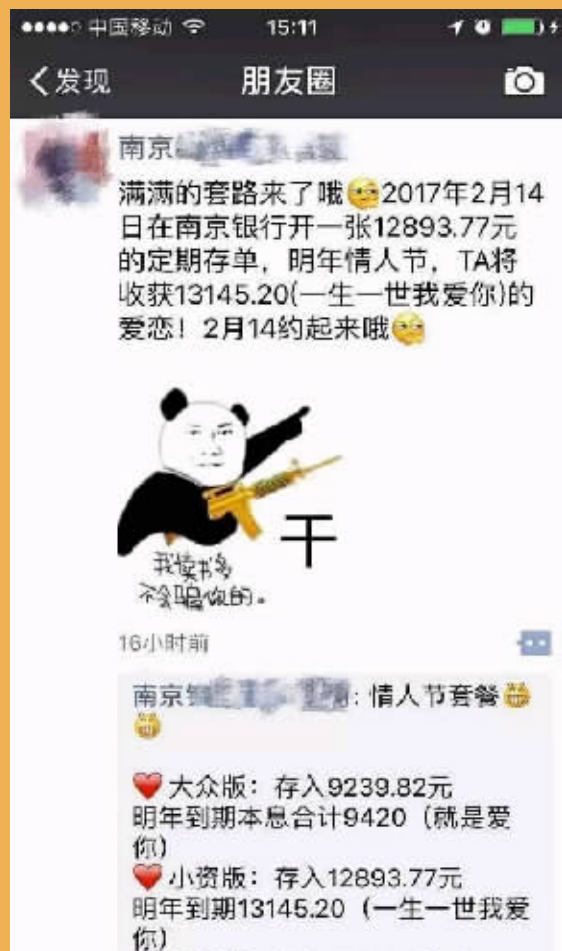 中国移动 15:11
发现 朋友圈
南京
满满的套路来了哦2017年2月14
日在南京银行开一张12893.77元
的定期存单，明年情人节，TA将
收获13145.20(一生一世我爱你)的
爱恋！2月14约起来哦
干
我读书多
不会骗你的。
16小时前
南京 : 情人节套餐
大众版：存入9239.82元
明年到期本息合计9420（就是爱
你）
小资版：存入12893.77元
明年到期13145.20（一生一世我爱
你）